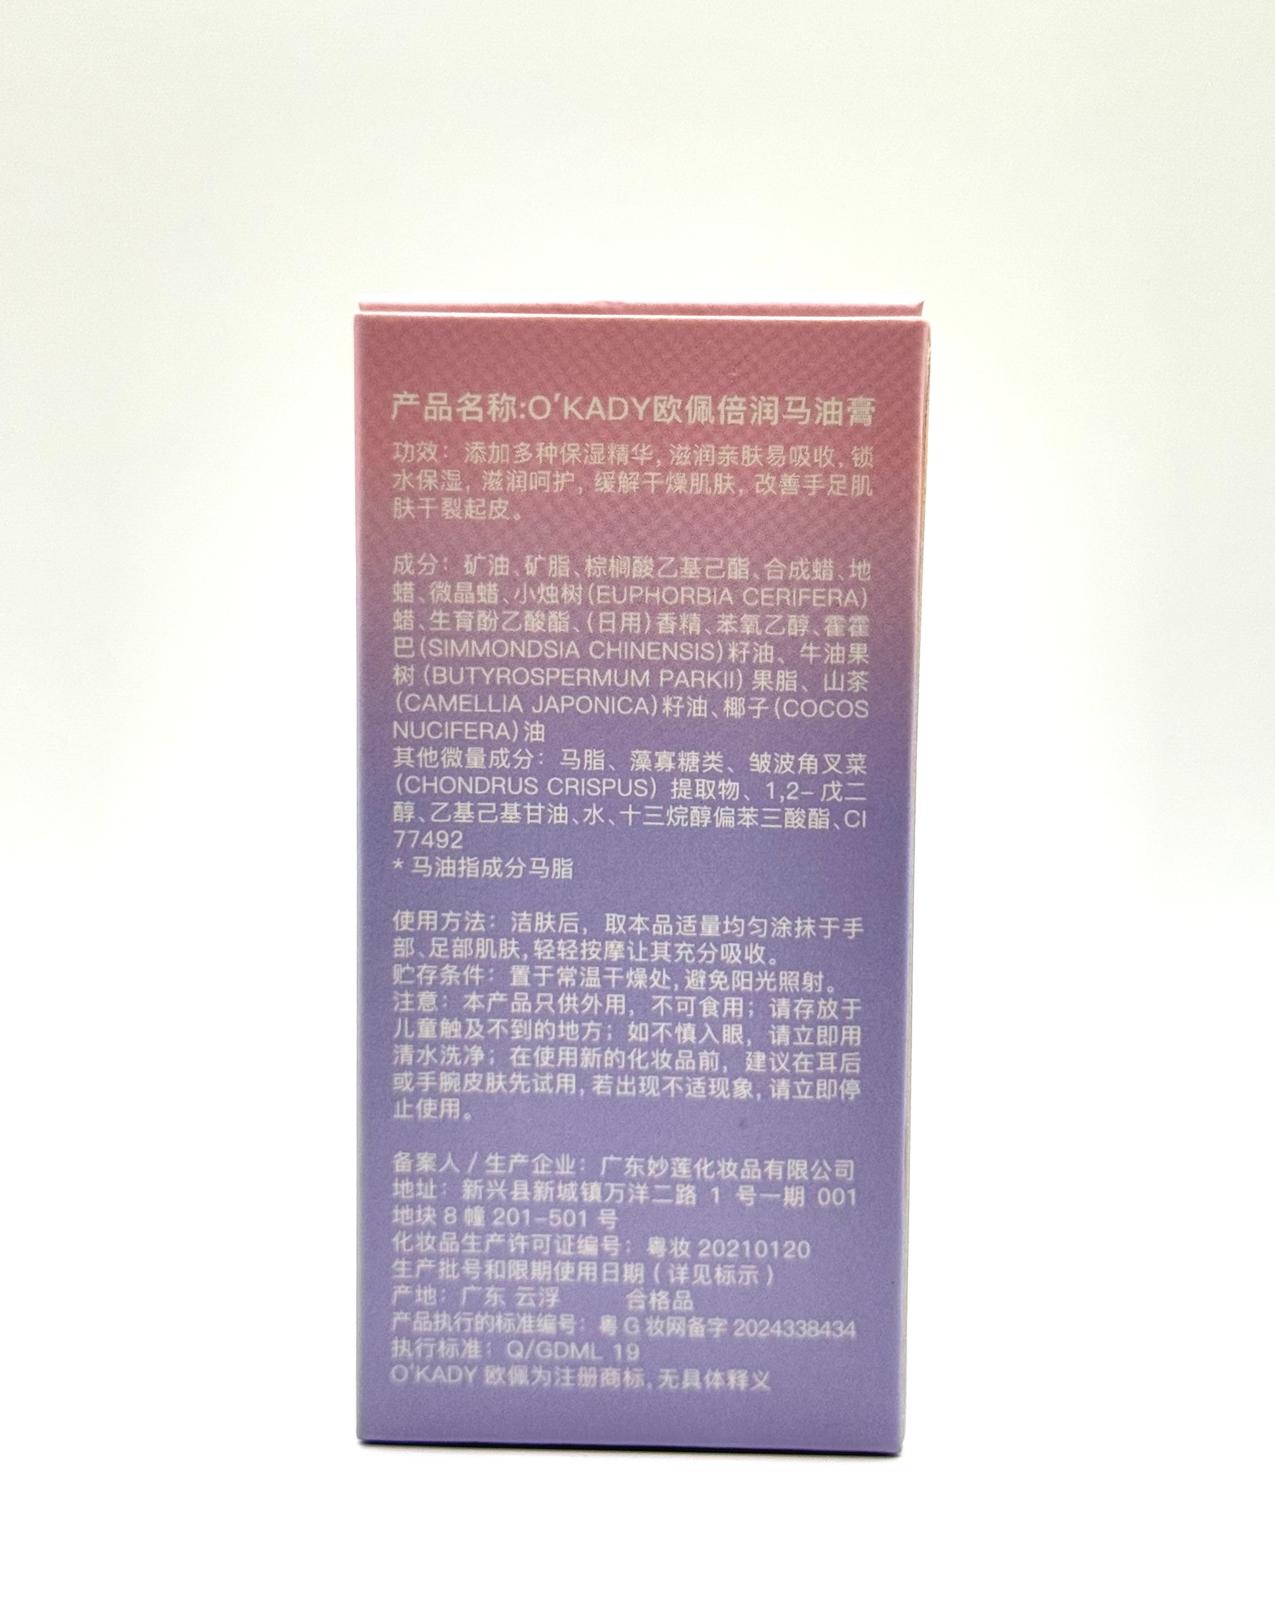 产品名称:O'KADY欧佩倍润马油膏
功效：添加多种保湿精华，滋润亲肤易吸收，锁
水保湿，滋润呵护，缓解干燥肌肤，改善手足肌
肤干裂起皮。
成分：矿油、矿脂、棕榈酸乙基己酯、合成蜡、地
蜡、微晶蜡、小烛树(EUPHORBIA CERIFERA)
蜡、生育酚乙酸酯、(日用)香精、苯氧乙醇、霍霍
巴(SIMMONDSIA CHINENSIS)籽油、牛油果
树(BUTYROSPERMUM PARKII)果脂、山茶
(CAMELLIA JAPONICA)籽油、椰子(COCOS
NUCIFERA)油
其他微量成分：马脂、藻寡糖类、皱波角叉菜
(CHONDRUS CRISPUS) 提取物、1,2-戊二
醇、乙基己基甘油、水、十三烷醇偏苯三酸酯、CI
77492
*马油指成分马脂
使用方法：洁肤后，取本品适量均匀涂抹于手
部、足部肌肤,轻轻按摩让其充分吸收。
贮存条件：置于常温干燥处,避免阳光照射。
注意：本产品只供外用，不可食用；请存放于
儿童触及不到的地方；如不慎入眼，请立即用
清水洗净；在使用新的化妆品前，建议在耳后
或手腕皮肤先试用，若出现不适现象，请立即停
止使用。
备案人/生产企业：广东妙莲化妆品有限公司
地址：新兴县新城镇万洋二路 1 号一期 001
地块 8 幢 201-501 号
化妆品生产许可证编号：粤妆 20210120
生产批号和限期使用日期(详见标示)
产地：广东 云浮 合格品
产品执行的标准编号：粤 G 妆网备字 2024338434
执行标准：Q/GDML 19
O'KADY 欧佩为注册商标,无具体释义